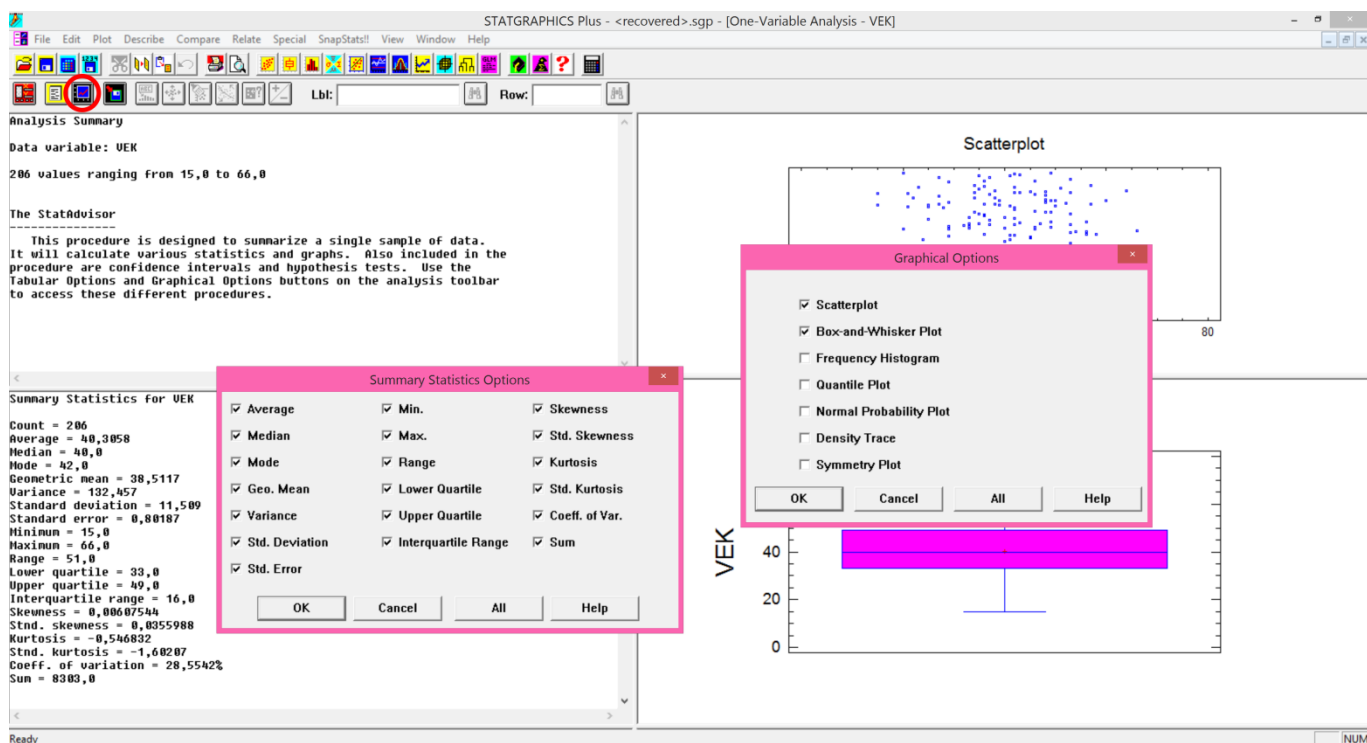 STATGRAPHICS Plus - <recovered>.sgp - [One-Variable Analysis - VEK]
File Edit Plot Describe Compare Relate Special SnapStats!! View Window Help
Lbl: Row:
Analysis Summary
Data variable: VEK
206 values ranging from 15,0 to 66,0
The StatAdvisor
---------------
This procedure is designed to summarize a single sample of data.
It will calculate various statistics and graphs. Also included in the
procedure are confidence intervals and hypothesis tests. Use the
Tabular Options and Graphical Options buttons on the analysis toolbar
to access these different procedures.
Summary Statistics for VEK
Count = 206
Average = 40,3058
Median = 40,0
Mode = 42,0
Geometric mean = 38,5117
Variance = 132,457
Standard deviation = 11,509
Standard error = 0,80187
Minimum = 15,0
Maximum = 66,0
Range = 51,0
Lower quartile = 33,0
Upper quartile = 49,0
Interquartile range = 16,0
Skewness = 0,00607544
Stnd. skewness = 0,0355988
Kurtosis = -0,546832
Stnd. kurtosis = -1,60207
Coeff. of variation = 28,5542%
Sum = 8303,0
Summary Statistics Options
Average Min. Skewness
Median Max. Std. Skewness
Mode Range Kurtosis
Geo. Mean Lower Quartile Std. Kurtosis
Variance Upper Quartile Coeff. of Var.
Std. Deviation Interquartile Range Sum
Std. Error
OK Cancel All Help
Scatterplot
80
Graphical Options
Scatterplot
Box-and-Whisker Plot
Frequency Histogram
Quantile Plot
Normal Probability Plot
Density Trace
Symmetry Plot
OK Cancel All Help
VEK
40
20
0
Ready
NUM